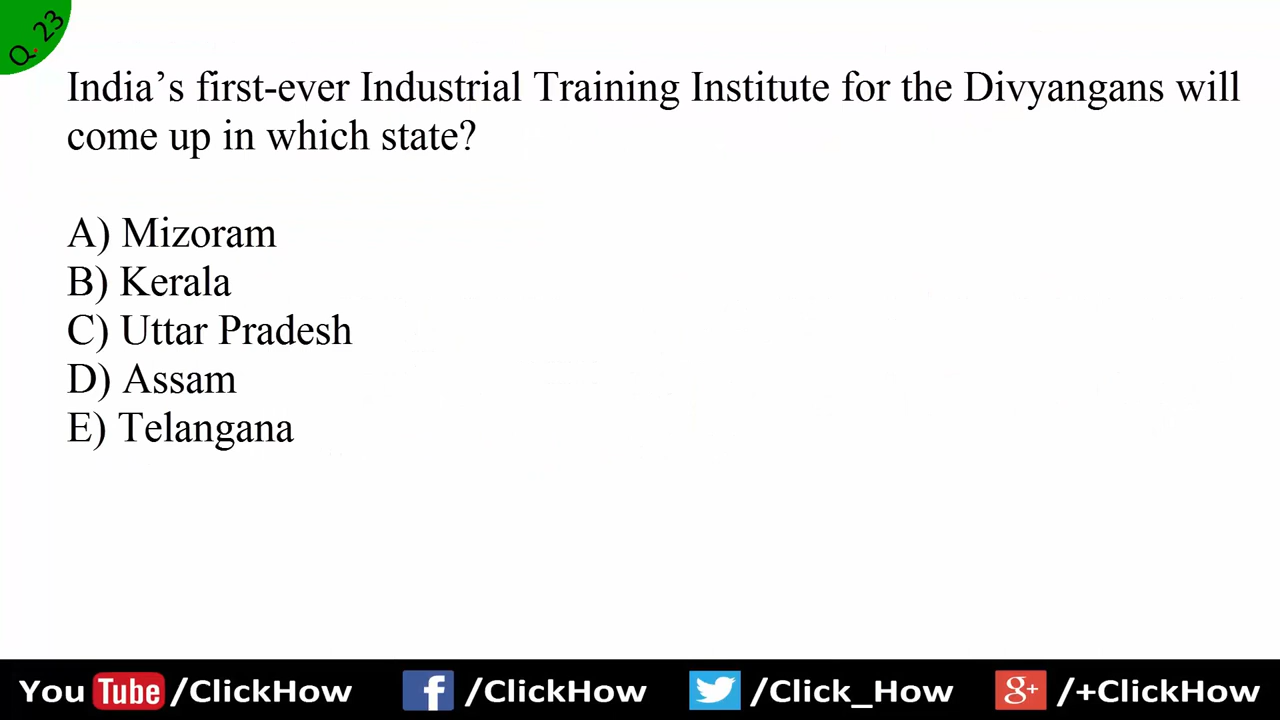 Q. 23
India’s first-ever Industrial Training Institute for the Divyangans will
come up in which state?
A) Mizoram
B) Kerala
C) Uttar Pradesh
D) Assam
E) Telangana
You Tube /ClickHow f /ClickHow /Click_How g+ /+ClickHow